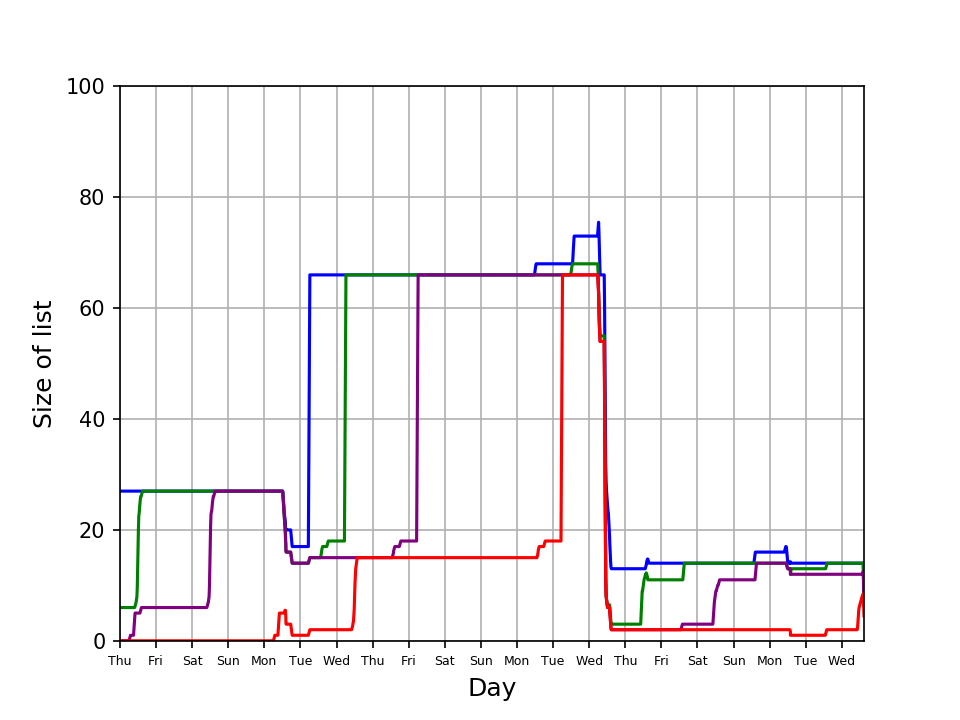 100
80
60
40
20
0
Size of list
Thu Fri Sat Sun Mon Tue Wed Thu Fri Sat Sun Mon Tue Wed Thu Fri Sat Sun Mon Tue Wed
Day